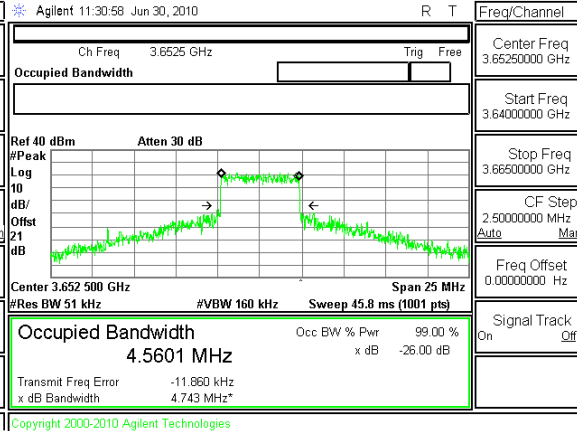 Agilent 11:30:58 Jun 30, 2010 R T
Freq/Channel
Ch Freq 3.6525 GHz Trig Free
Occupied Bandwidth
Center Freq
3.65250000 GHz
Start Freq
3.64000000 GHz
Stop Freq
3.66500000 GHz
CF Step
2.50000000 MHz
Auto Man
Freq Offset
0.00000000 Hz
Signal Track
On Off
Ref 40 dBm Atten 30 dB
#Peak
Log
10
dB/
Offst
21
dB
Center 3.652 500 GHz Span 25 MHz
#Res BW 51 kHz #VBW 160 kHz Sweep 45.8 ms (1001 pts)
Occupied Bandwidth Occ BW % Pwr 99.00 %
4.5601 MHz x dB -26.00 dB
Transmit Freq Error -11.860 kHz
x dB Bandwidth 4.743 MHz*
Copyright 2000-2010 Agilent Technologies